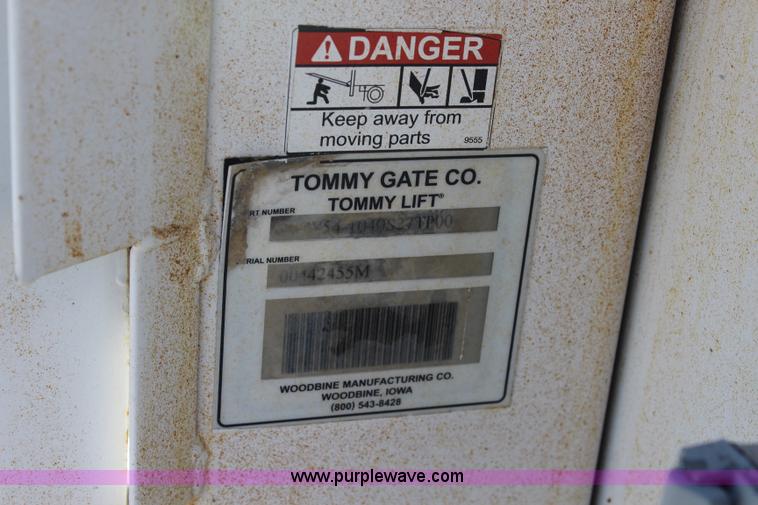 DANGER
Keep away from
moving parts
9555
TOMMY GATE CO.
TOMMY LIFT®
RT NUMBER
RIAL NUMBER
00442455M
WOODBINE MANUFACTURING CO.
WOODBINE, IOWA
(800) 543-8428
www.purplewave.com